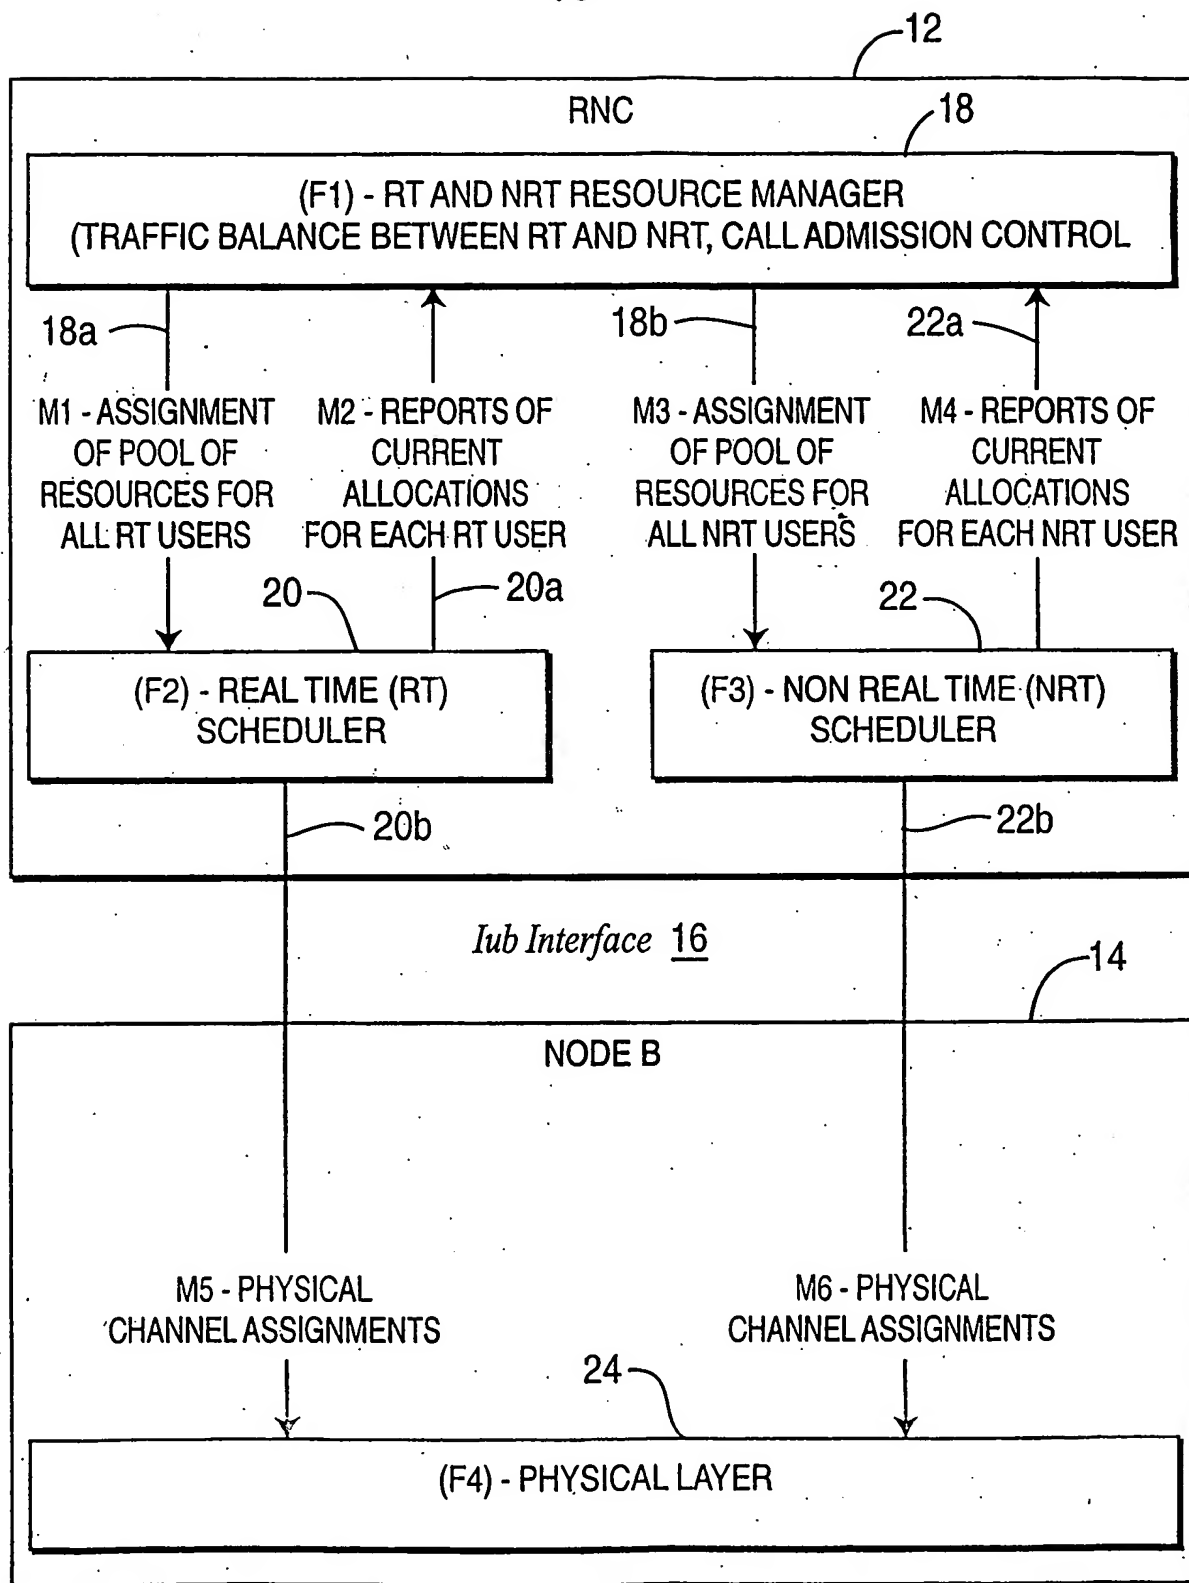 12
RNC
18
(F1) - RT AND NRT RESOURCE MANAGER
(TRAFFIC BALANCE BETWEEN RT AND NRT, CALL ADMISSION CONTROL
18a
18b
22a
M1 - ASSIGNMENT
OF POOL OF
RESOURCES FOR
ALL RT USERS
M2 - REPORTS OF
CURRENT
ALLOCATIONS
FOR EACH RT USER
M3 - ASSIGNMENT
OF POOL OF
RESOURCES FOR
ALL NRT USERS
M4 - REPORTS OF
CURRENT
ALLOCATIONS
FOR EACH NRT USER
20
20a
22
(F2) - REAL TIME (RT)
SCHEDULER
(F3) - NON REAL TIME (NRT)
SCHEDULER
20b
22b
Iub Interface 16
14
NODE B
M5 - PHYSICAL
CHANNEL ASSIGNMENTS
M6 - PHYSICAL
CHANNEL ASSIGNMENTS
24
(F4) - PHYSICAL LAYER